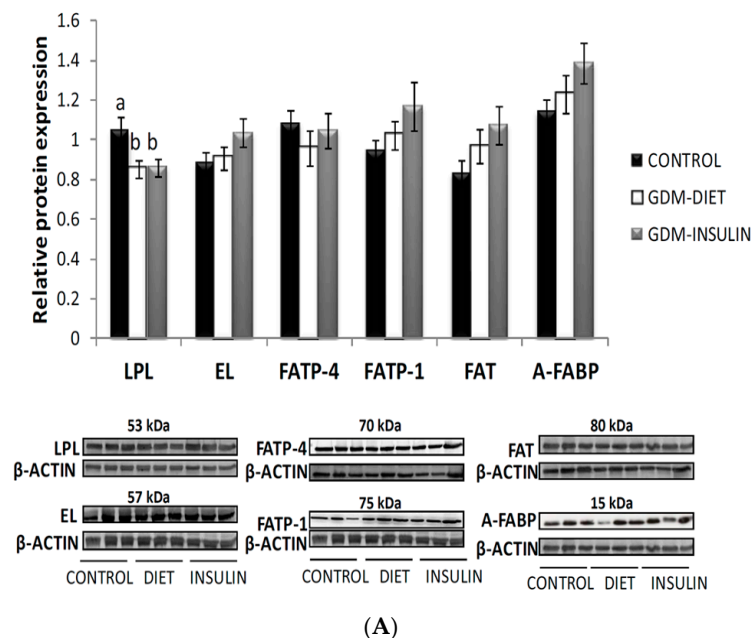 Relative protein expression
1.6
1.4
1.2
1
0.8
0.6
0.4
0.2
0
a
b b
LPL EL FATP-4 FATP-1 FAT A-FABP
CONTROL
GDM-DIET
GDM-INSULIN
53 kDa
LPL
β-ACTIN
57 kDa
EL
β-ACTIN
CONTROL DIET INSULIN
70 kDa
FATP-4
β-ACTIN
75 kDa
FATP-1
β-ACTIN
CONTROL DIET INSULIN
80 kDa
FAT
β-ACTIN
15 kDa
A-FABP
β-ACTIN
CONTROL DIET INSULIN
(A)